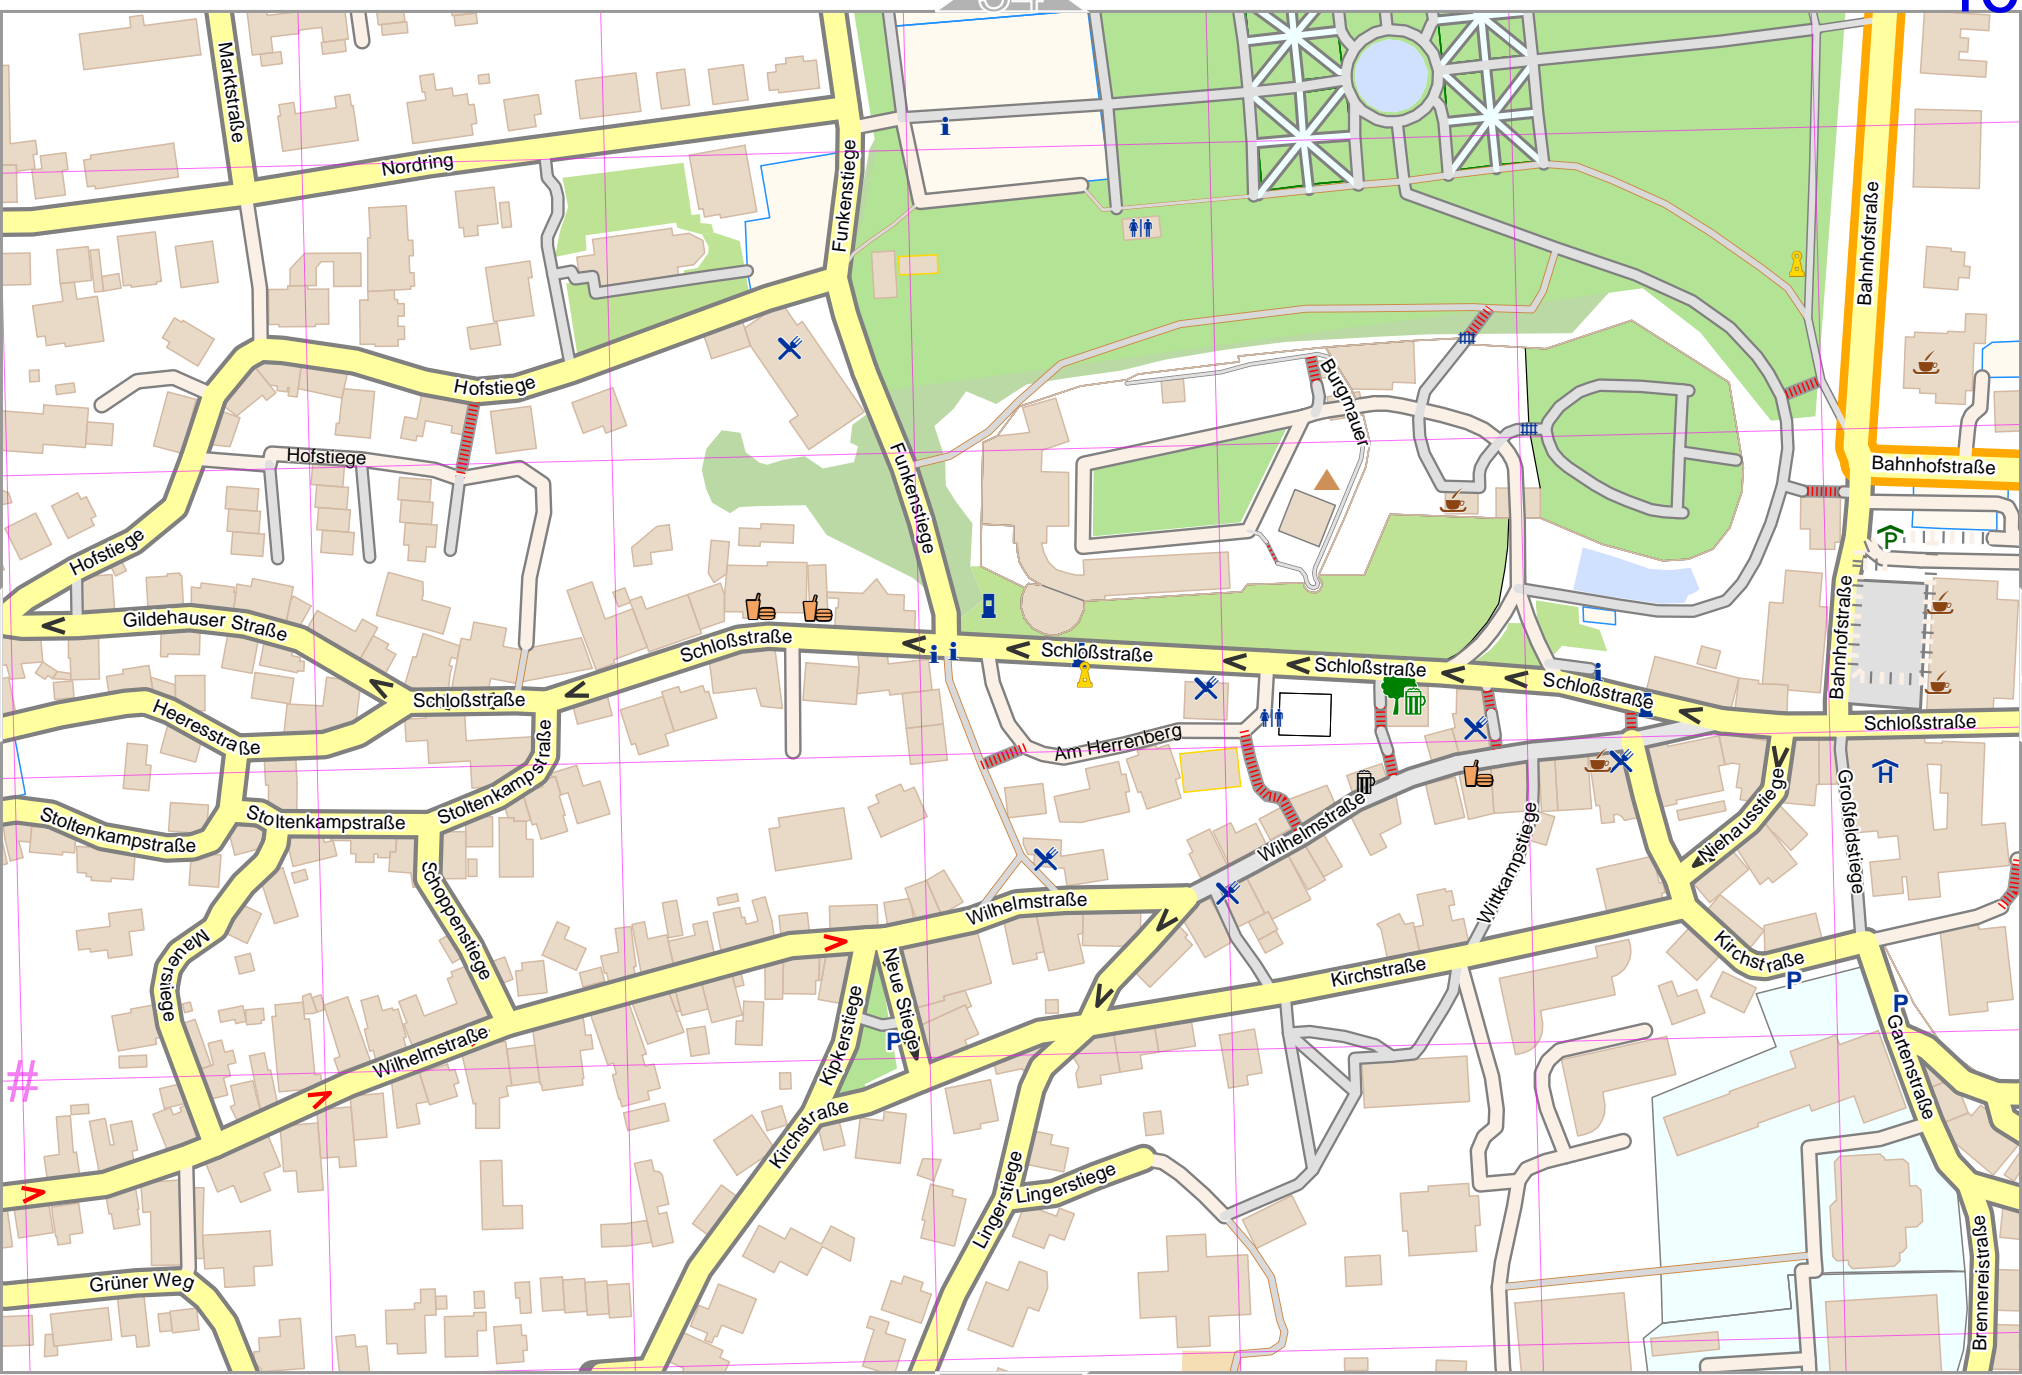 Marktstraße
Nordring
Funkenstiege
Bahnhofstraße
Hofstiege
Burgmauer
Hofstiege
Funkenstiege
Bahnhofstraße
Hofstiege
P
Gildehauser Straße
Schloßstraße
Schloßstraße
Schloßstraße
Schloßstraße
Bahnhofstraße
Schloßstraße
Schloßstraße
Heeresstraße
Stoltenkampstraße
Am Herrenberg
H
Stoltenkampstraße
Stoltenkampstraße
Wilhelmstraße
Niehausstiege
Großfeldstiege
Schoppenstiege
Wittkampstiege
Wilhelmstraße
Mauerstiege
Neue Stiege
Kirchstraße
Kirchstraße
P
P
P
Kipkerstiege
Wilhelmstraße
Gartenstraße
#
Kirchstraße
Lingerstiege
Lingerstiege
Grüner Weg
Brennereistraße